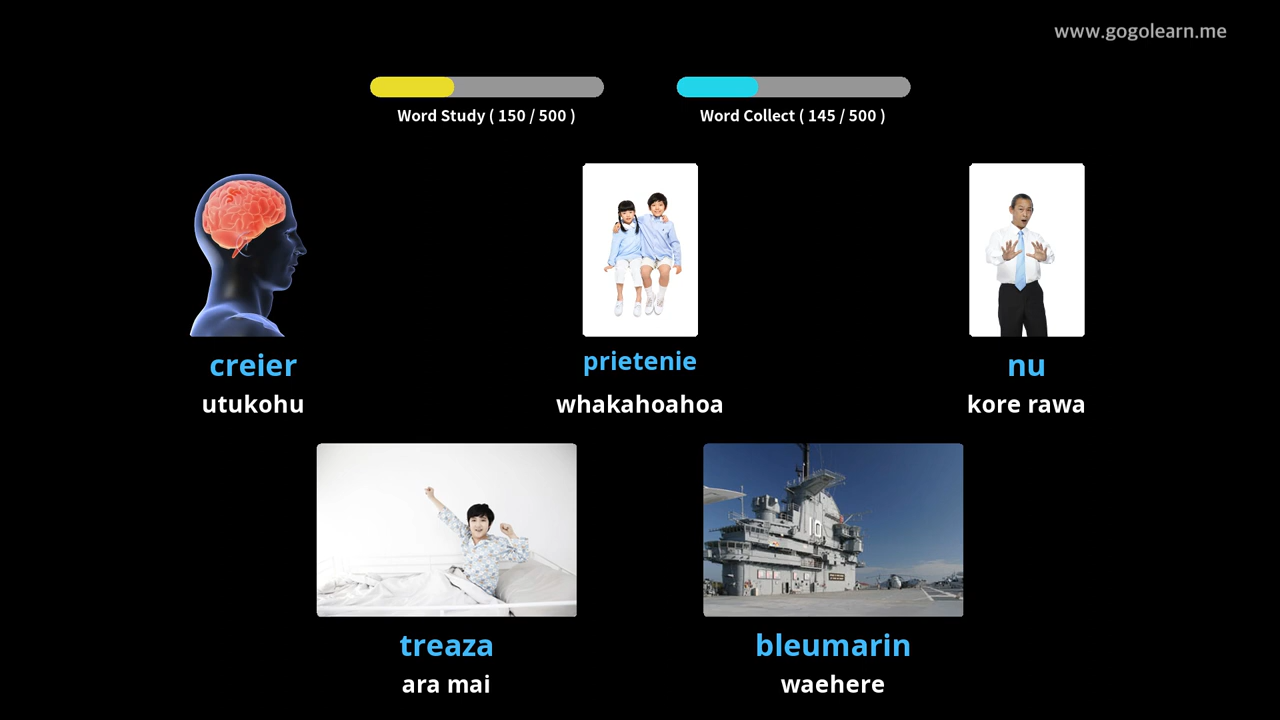 www.gogolearn.me
Word Study ( 150 / 500 )
Word Collect ( 145 / 500 )
creier
utukohu
prietenie
whakahoahoa
nu
kore rawa
10
treaza
ara mai
bleumarin
waehere